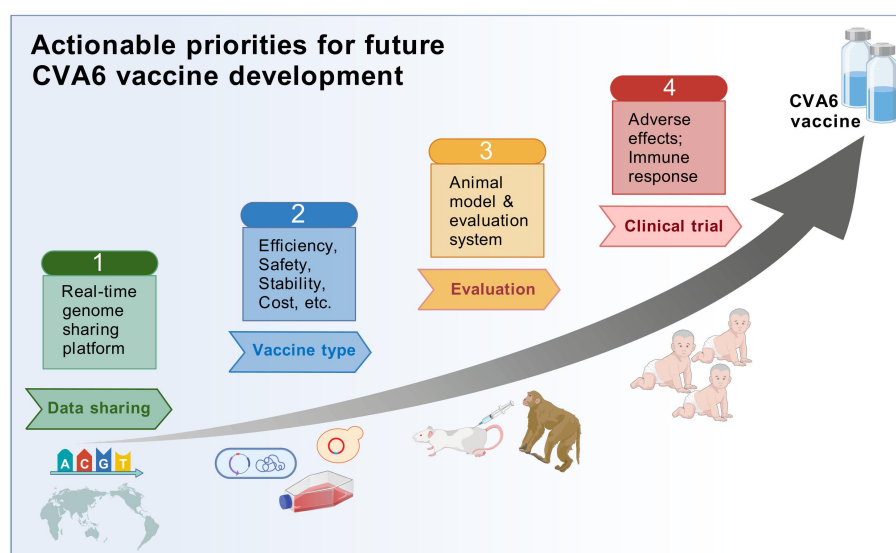 Actionable priorities for future
CVA6 vaccine development
1
Real-time
genome
sharing
platform
Data sharing
A C G T
2
Efficiency,
Safety,
Stability,
Cost, etc.
Vaccine type
3
Animal
model &
evaluation
system
Evaluation
4
Adverse
effects;
Immune
response
Clinical trial
CVA6
vaccine